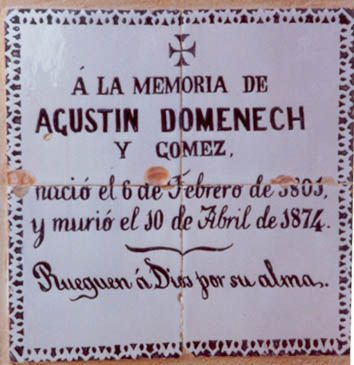 Á LA MEMORIA DE
AGUSTIN DOMENECH
Y GOMEZ,
nació el 6 de Febrero de
y murió el 10 de Abril de 1874.
Rueguen á Dios por su alma.